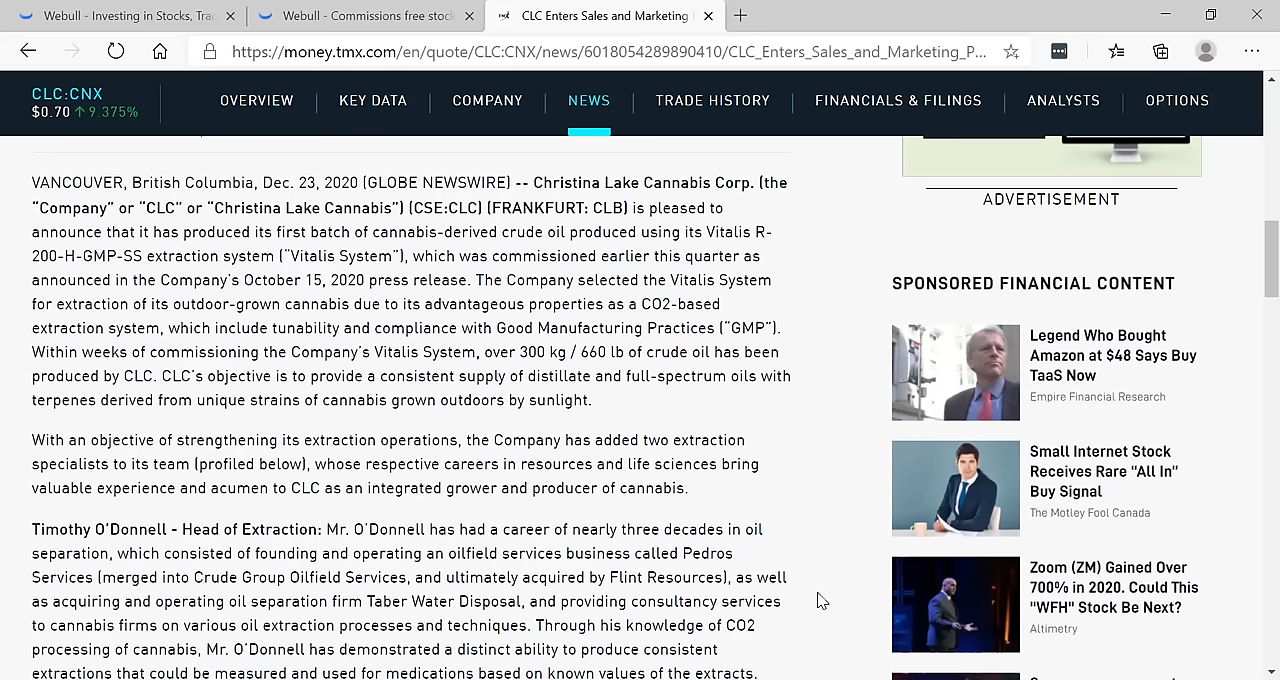 Webull - Investing in Stocks, Tra
Webull - Commissions free stock
CLC Enters Sales and Marketing
https://money.tmx.com/en/quote/CLC:CNX/news/6018054289890410/CLC_Enters_Sales_and_Marketing_P...
CLC:CNX
$0.70 ↑ 9.375%
OVERVIEW
KEY DATA
COMPANY
NEWS
TRADE HISTORY
FINANCIALS & FILINGS
ANALYSTS
OPTIONS
VANCOUVER, British Columbia, Dec. 23, 2020 (GLOBE NEWSWIRE) -- Christina Lake Cannabis Corp. (the
“Company” or “CLC” or “Christina Lake Cannabis”) (CSE:CLC) (FRANKFURT: CLB) is pleased to
announce that it has produced its first batch of cannabis-derived crude oil produced using its Vitalis R-
200-H-GMP-SS extraction system (“Vitalis System”), which was commissioned earlier this quarter as
announced in the Company’s October 15, 2020 press release. The Company selected the Vitalis System
for extraction of its outdoor-grown cannabis due to its advantageous properties as a CO2-based
extraction system, which include tunability and compliance with Good Manufacturing Practices (“GMP”).
Within weeks of commissioning the Company’s Vitalis System, over 300 kg / 660 lb of crude oil has been
produced by CLC. CLC’s objective is to provide a consistent supply of distillate and full-spectrum oils with
terpenes derived from unique strains of cannabis grown outdoors by sunlight.
With an objective of strengthening its extraction operations, the Company has added two extraction
specialists to its team (profiled below), whose respective careers in resources and life sciences bring
valuable experience and acumen to CLC as an integrated grower and producer of cannabis.
Timothy O’Donnell - Head of Extraction: Mr. O’Donnell has had a career of nearly three decades in oil
separation, which consisted of founding and operating an oilfield services business called Pedros
Services (merged into Crude Group Oilfield Services, and ultimately acquired by Flint Resources), as well
as acquiring and operating oil separation firm Taber Water Disposal, and providing consultancy services
to cannabis firms on various oil extraction processes and techniques. Through his knowledge of CO2
processing of cannabis, Mr. O’Donnell has demonstrated a distinct ability to produce consistent
extractions that could be measured and used for medications based on known values of the extracts.
ADVERTISEMENT
SPONSORED FINANCIAL CONTENT
Legend Who Bought
Amazon at $48 Says Buy
TaaS Now
Empire Financial Research
Small Internet Stock
Receives Rare "All In"
Buy Signal
The Motley Fool Canada
Zoom (ZM) Gained Over
700% in 2020. Could This
"WFH" Stock Be Next?
Altimetry